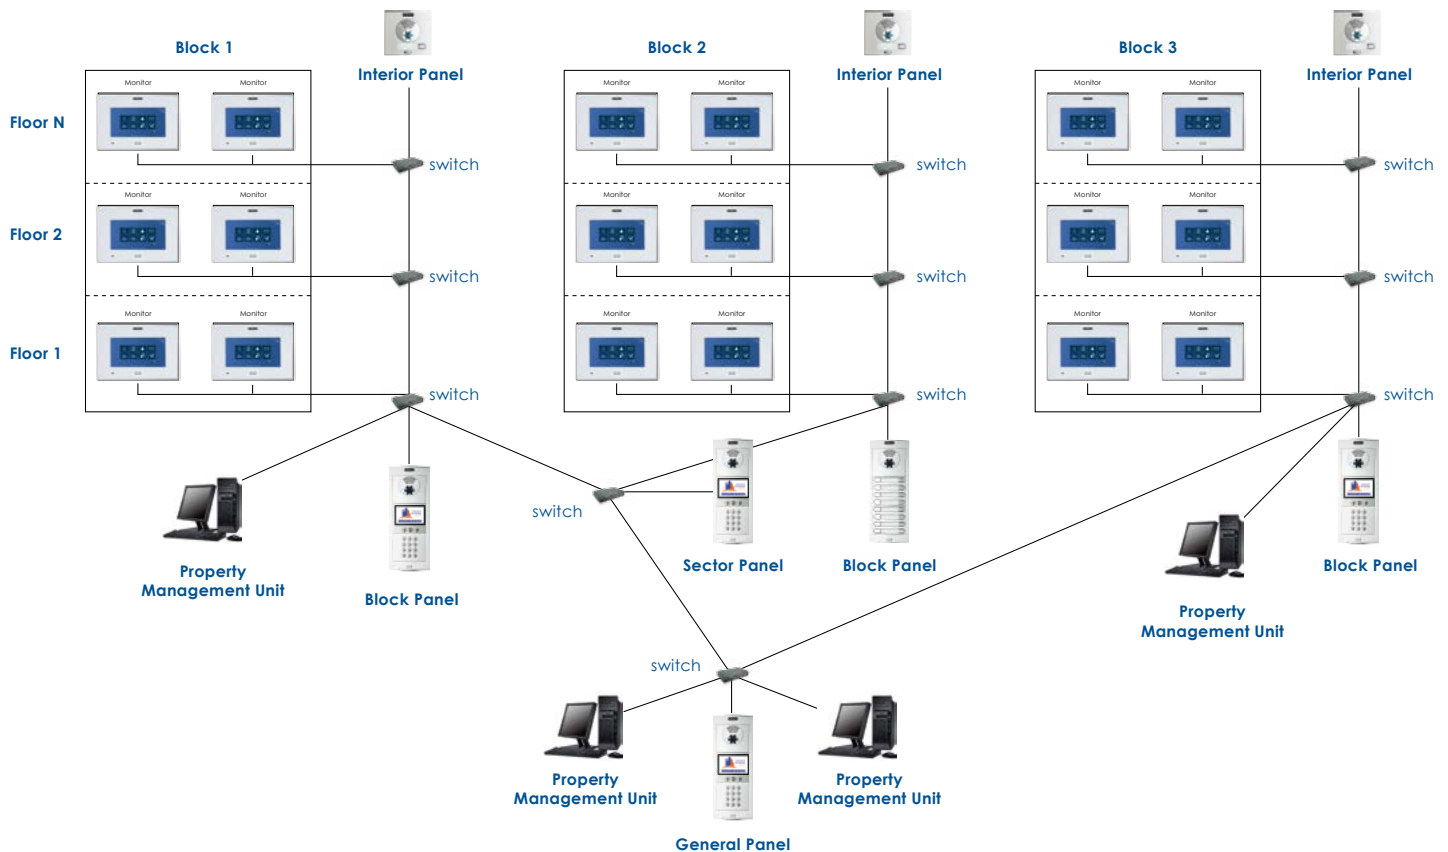 Block 1
Block 2
Block 3
Interior Panel
Interior Panel
Interior Panel
Monitor
Monitor
Monitor
Monitor
Monitor
Monitor
Floor N
switch
switch
switch
Monitor
Monitor
Monitor
Monitor
Monitor
Monitor
Floor 2
switch
switch
switch
Monitor
Monitor
Monitor
Monitor
Monitor
Monitor
Floor 1
switch
switch
switch
switch
Property
Management Unit
Block Panel
Sector Panel
Block Panel
Block Panel
Property
Management Unit
switch
Property
Management Unit
Property
Management Unit
General Panel